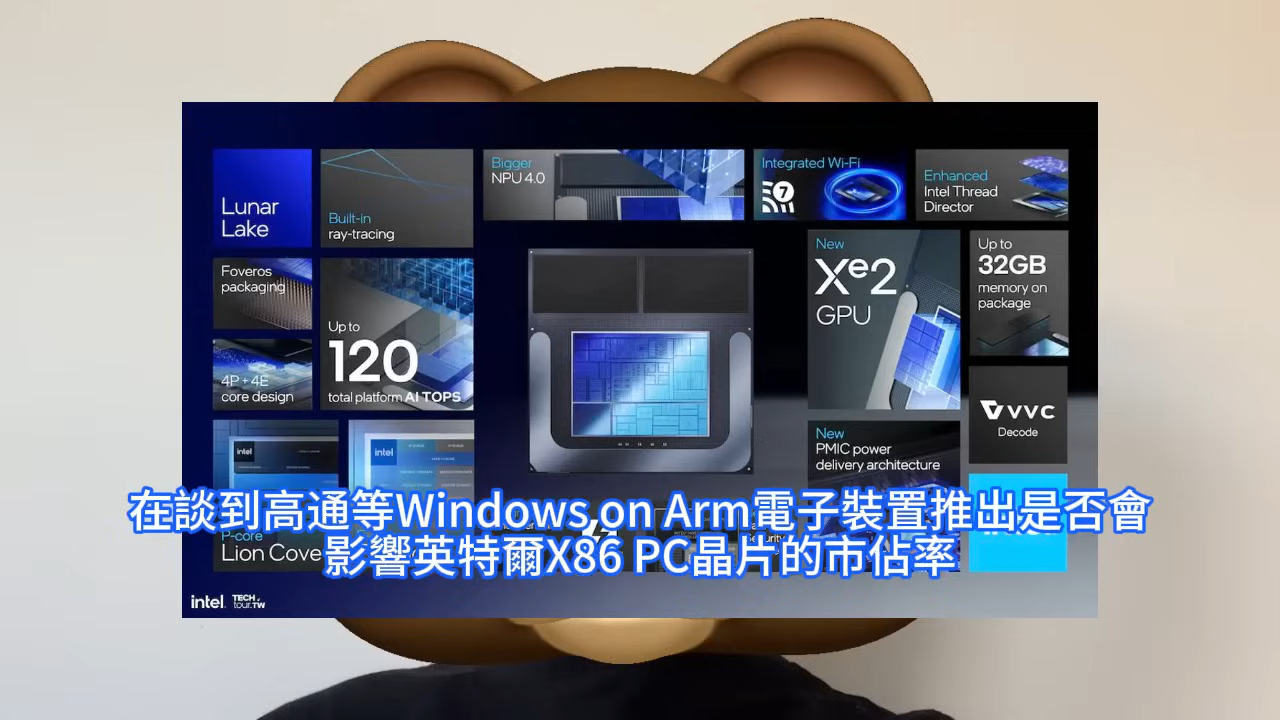 Lunar
Lake
Built-in
ray-tracing
Bigger
NPU 4.0
Integrated Wi-Fi
7
Enhanced
Intel Thread
Director
Foveros
packaging
Up to
120
total platform AI TOPS
4P + 4E
core design
New
Xe2
GPU
Up to
32GB
memory on
package
VVC
Decode
New
PMIC power
delivery architecture
intel
intel
P-core
Lion Cove
在談到高通等Windows on Arm電子裝置推出是否會
影響英特爾X86 PC晶片的市佔率
intel.
TECH
tour.TW